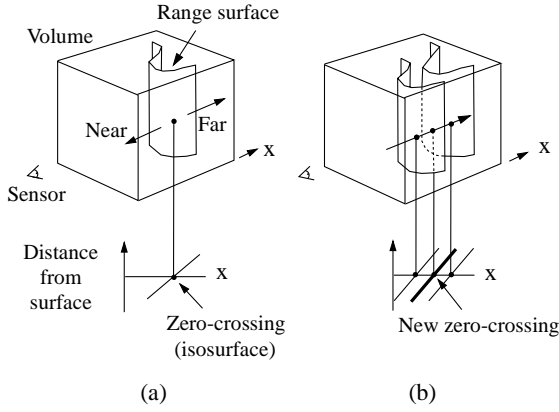 Range surface
Volume
Near
Far
x
Sensor
Distance
from
surface
x
Zero-crossing
(isosurface)
(a)
x
x
New zero-crossing
(b)